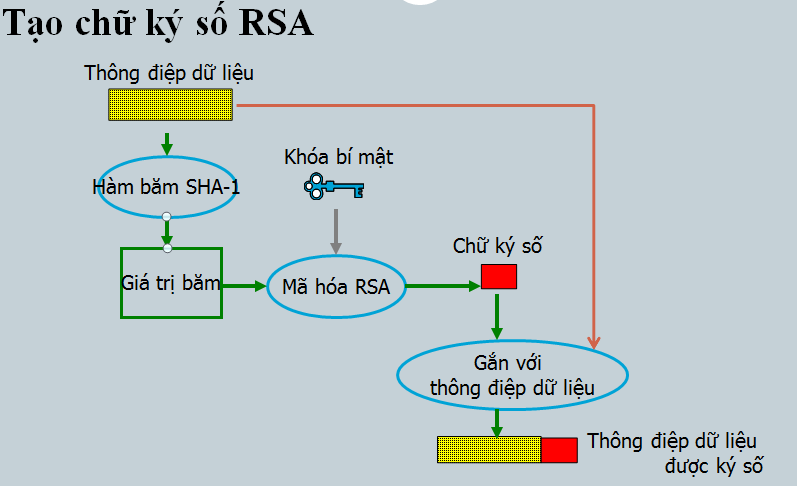 Tạo chữ ký số RSA
Thông điệp dữ liệu
Khóa bí mật
Hàm băm SHA-1
Chữ ký số
Giá trị băm
Mã hóa RSA
Gắn với
thông điệp dữ liệu
Thông điệp dữ liệu
được ký số